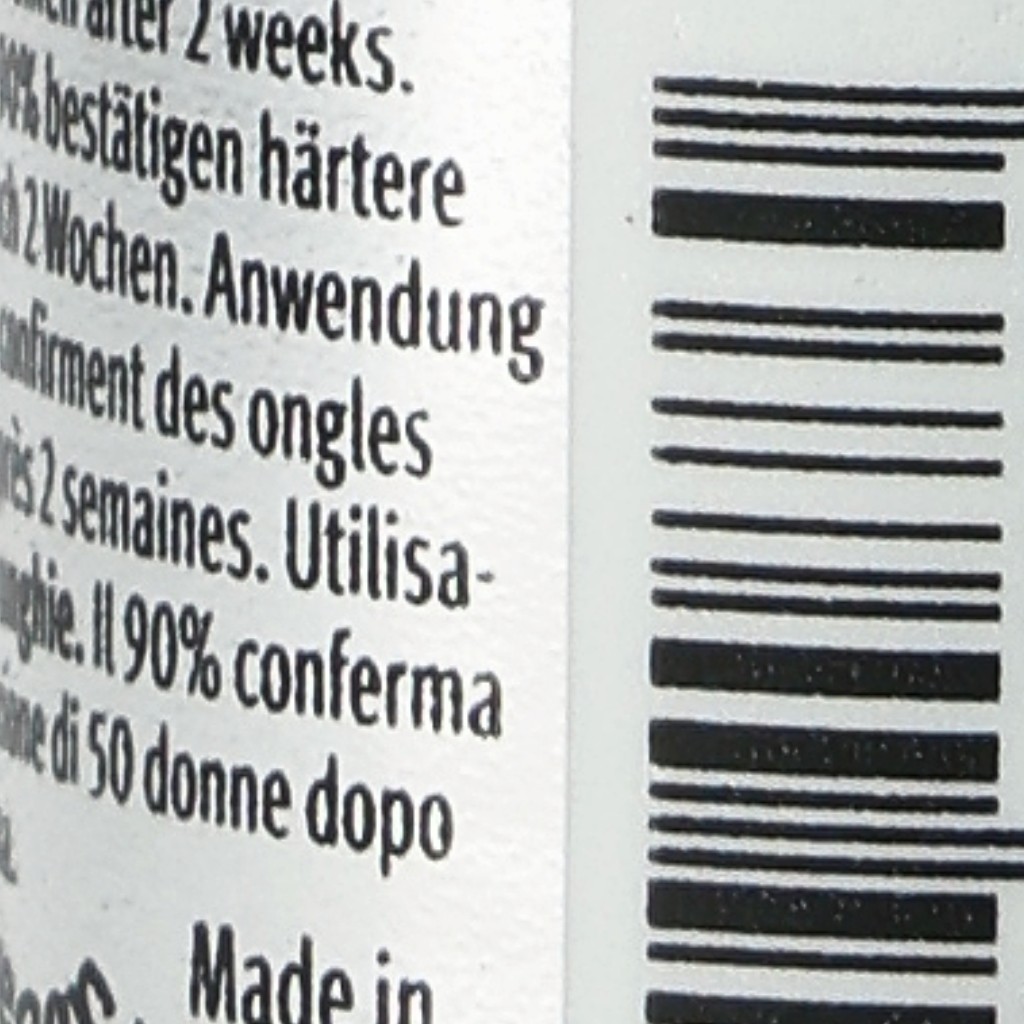 after 2 weeks.
bestätigen härtere
2 Wochen. Anwendung
des ongles
2 semaines. Utilisa-
Il 90% conferma
di 50 donne dopo
Made in